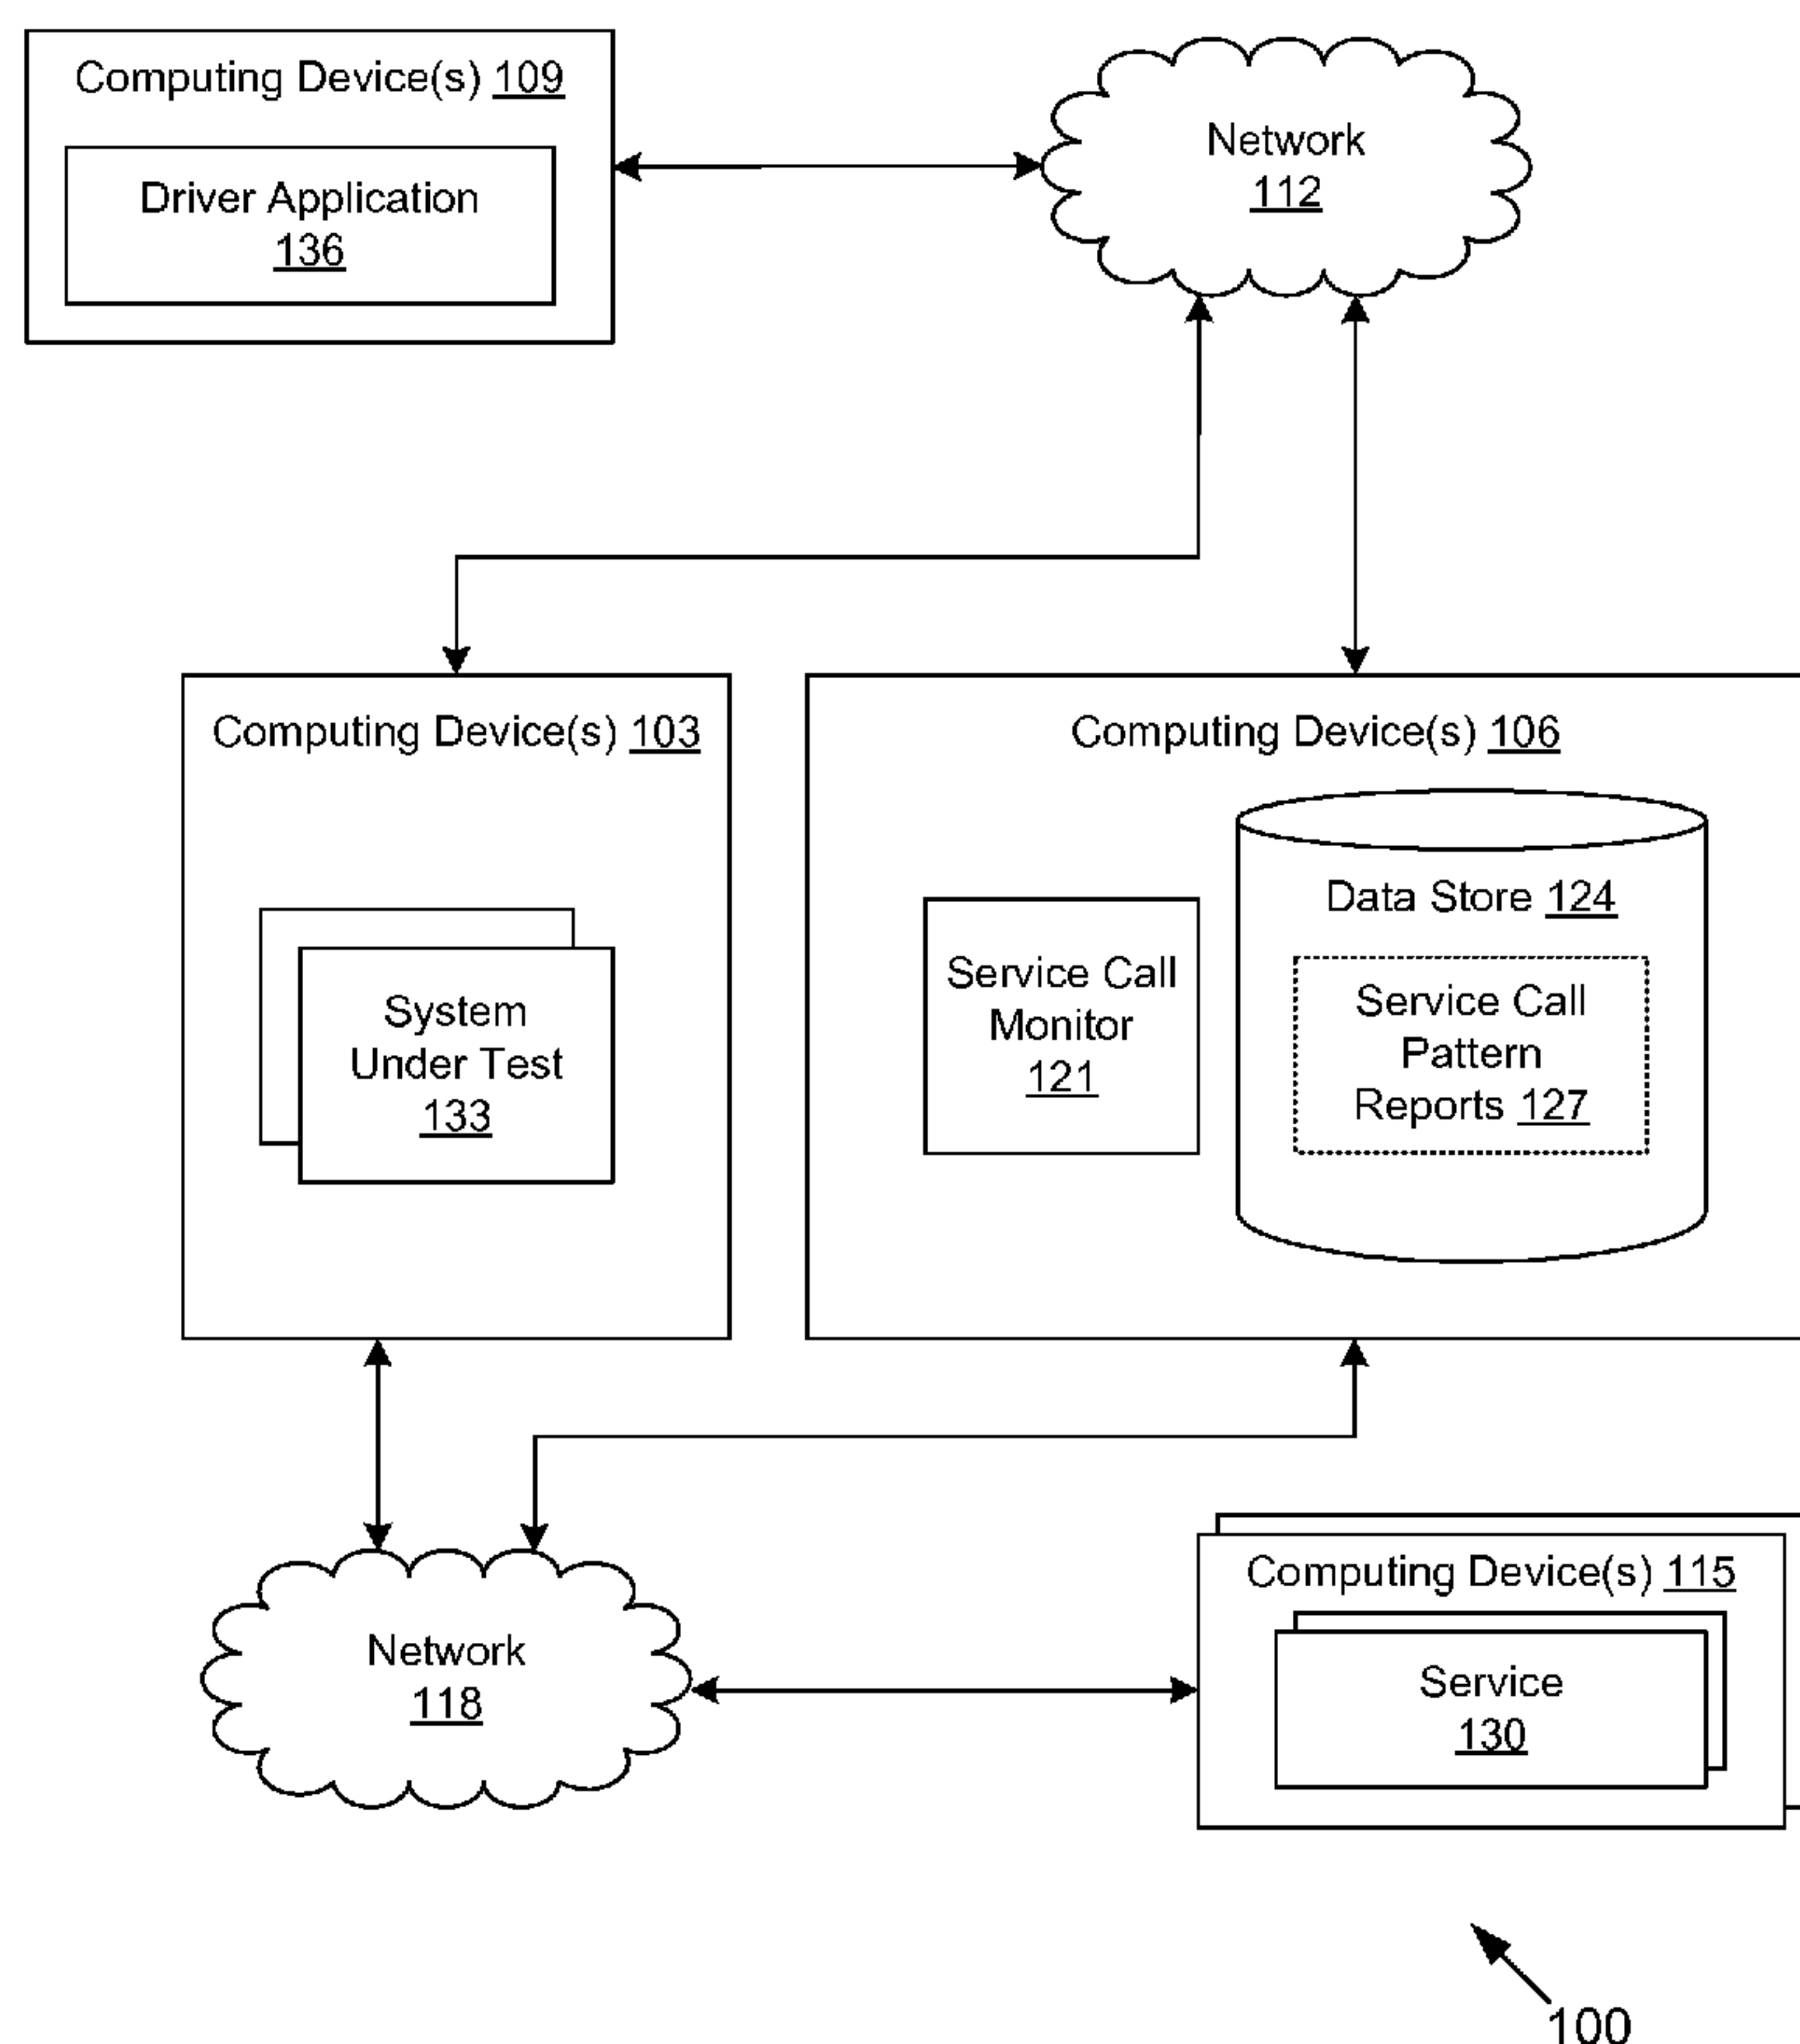 Computing Device(s) 109
Driver Application
136
Network
112
Computing Device(s) 103
System
Under Test
133
Computing Device(s) 106
Service Call
Monitor
121
Data Store 124
Service Call
Pattern
Reports 127
Network
118
Computing Device(s) 115
Service
130
100